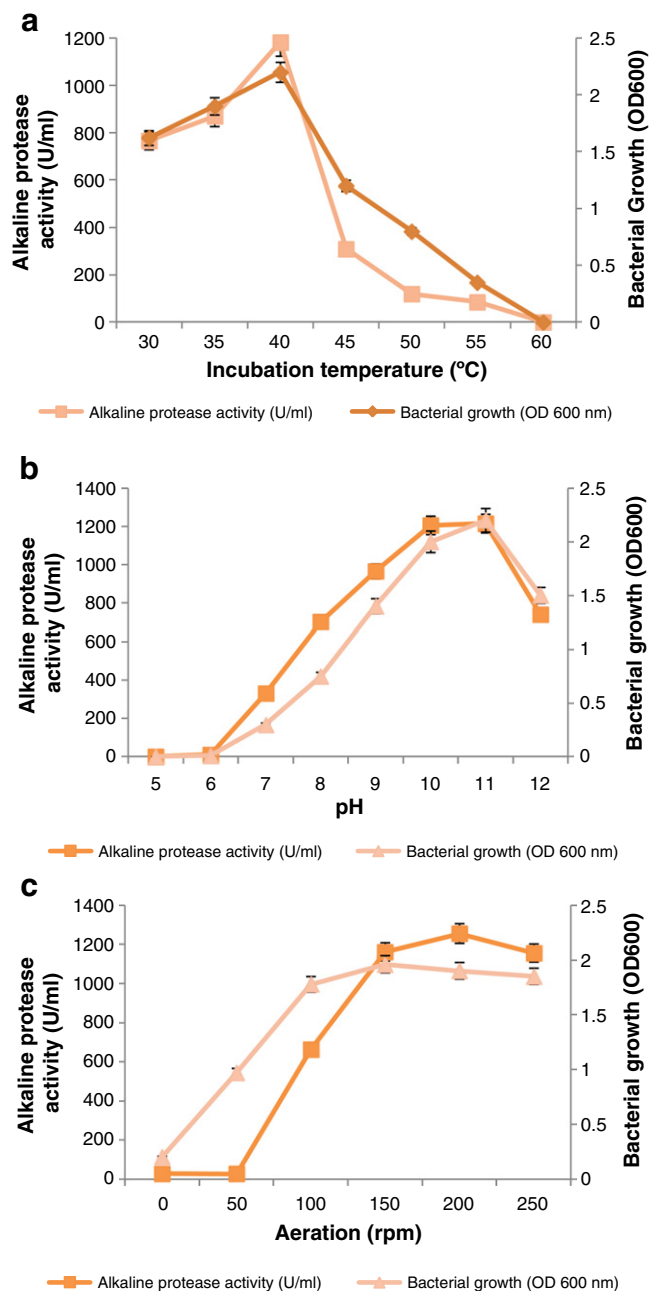 a
1200
1000
800
600
400
200
0
2.5
2
1.5
1
0.5
0
Alkaline protease
activity (U/ml)
Bacterial Growth (OD600)
30 35 40 45 50 55 60
Incubation temperature (ºC)
Alkaline protease activity (U/ml) Bacterial growth (OD 600 nm)
b
1400
1200
1000
800
600
400
200
0
2.5
2
1.5
1
0.5
0
Alkaline protease
activity (U/ml)
Bacterial growth (OD600)
5 6 7 8 9 10 11 12
pH
Alkaline protease activity (U/ml) Bacterial growth (OD 600 nm)
c
1400
1200
1000
800
600
400
200
0
2.5
2
1.5
1
0.5
0
Alkaline protease
activity (U/ml)
Bacterial growth (OD600)
0 50 100 150 200 250
Aeration (rpm)
Alkaline protease activity (U/ml) Bacterial growth (OD 600 nm)